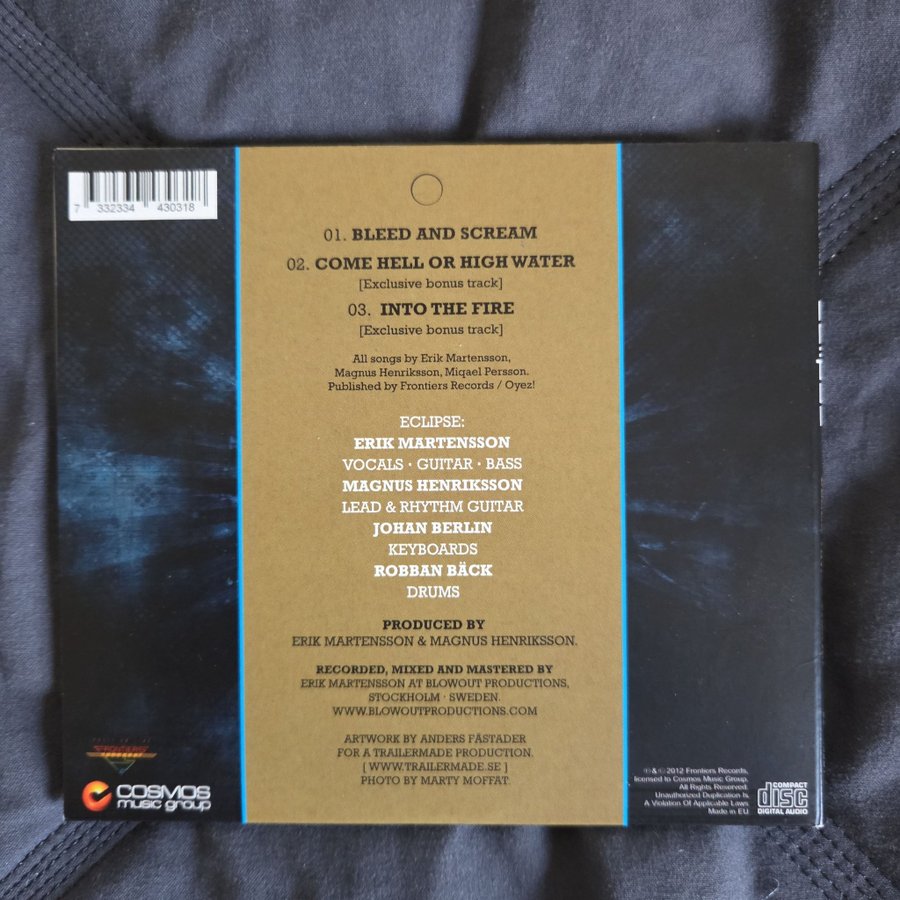 7 332334 430318
01. BLEED AND SCREAM
02. COME HELL OR HIGH WATER
[Exclusive bonus track]
03. INTO THE FIRE
[Exclusive bonus track]
All songs by Erik Martensson,
Magnus Henriksson, Miqael Persson.
Published by Frontiers Records / Oyez!
ECLIPSE:
ERIK MARTENSSON
VOCALS · GUITAR · BASS
MAGNUS HENRIKSSON
LEAD & RHYTHM GUITAR
JOHAN BERLIN
KEYBOARDS
ROBBAN BÄCK
DRUMS
PRODUCED BY
ERIK MARTENSSON & MAGNUS HENRIKSSON.
RECORDED, MIXED AND MASTERED BY
ERIK MARTENSSON AT BLOWOUT PRODUCTIONS,
STOCKHOLM · SWEDEN.
WWW.BLOWOUTPRODUCTIONS.COM
ARTWORK BY ANDERS FÄSTADER
FOR A TRAILERMADE PRODUCTION.
[ WWW.TRAILERMADE.SE ]
PHOTO BY MARTY MOFFAT.
FRONTIERS
COSMOS
music group
℗ & © 2012 Frontiers Records,
licensed to Cosmos Music Group.
All Rights Reserved.
Unauthorized Duplication Is
A Violation Of Applicable Laws
Made in EU
COMPACT
disc
DIGITAL AUDIO